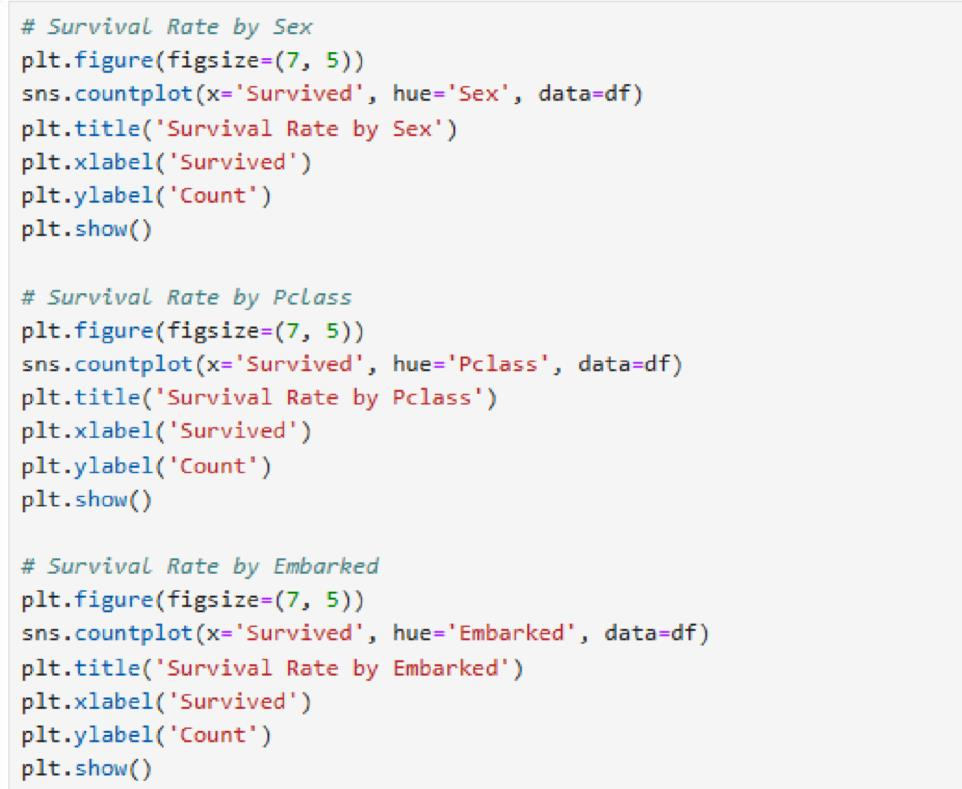 # Survival Rate by Sex
plt.figure(figsize=(7, 5))
sns.countplot(x='Survived', hue='Sex', data=df)
plt.title('Survival Rate by Sex')
plt.xlabel('Survived')
plt.ylabel('Count')
plt.show()

# Survival Rate by Pclass
plt.figure(figsize=(7, 5))
sns.countplot(x='Survived', hue='Pclass', data=df)
plt.title('Survival Rate by Pclass')
plt.xlabel('Survived')
plt.ylabel('Count')
plt.show()

# Survival Rate by Embarked
plt.figure(figsize=(7, 5))
sns.countplot(x='Survived', hue='Embarked', data=df)
plt.title('Survival Rate by Embarked')
plt.xlabel('Survived')
plt.ylabel('Count')
plt.show()